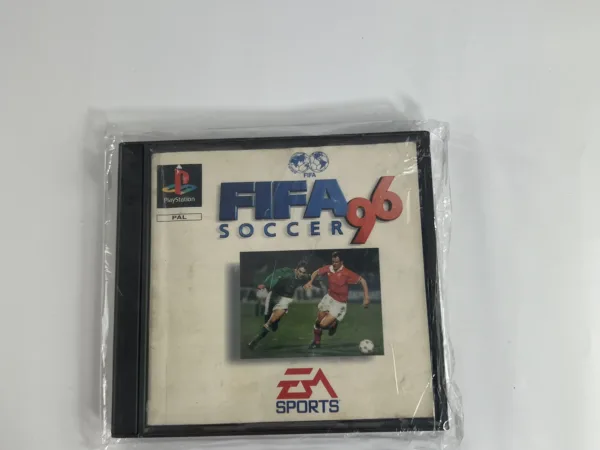 FIFA
PlayStation
PAL
FIFA 96
SOCCER
EA
SPORTS